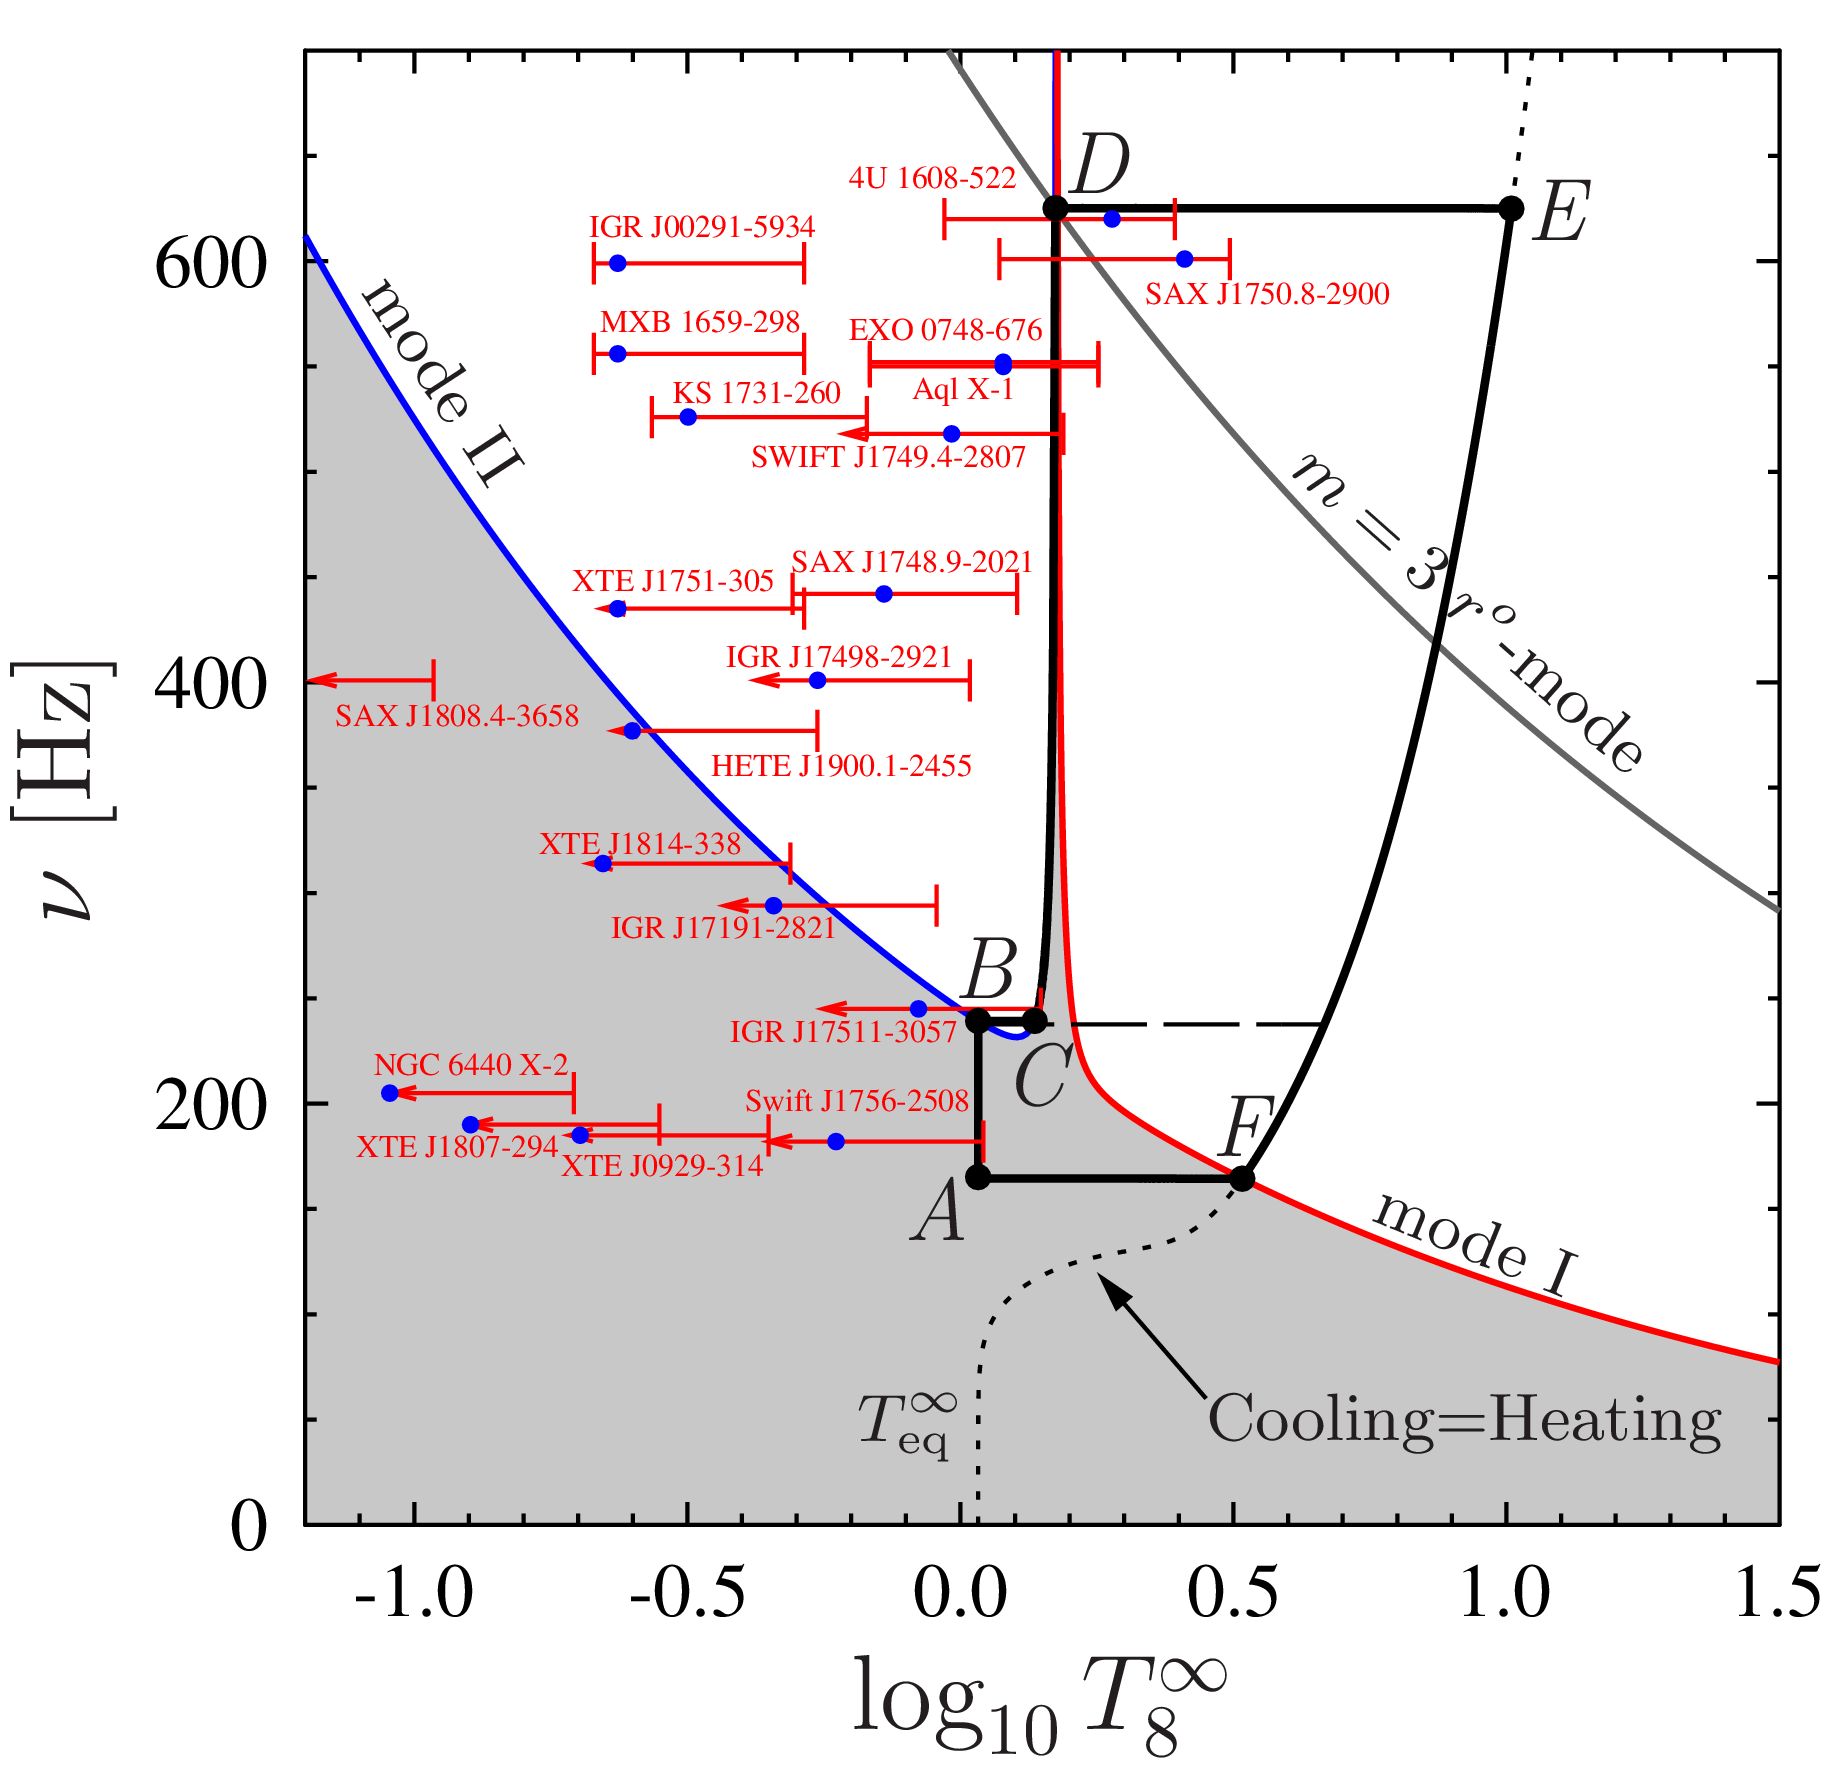 D
4U 1608-522
E
IGR J00291-5934
600
SAX J1750.8-2900
mode II
MXB 1659-298
EXO 0748-676
KS 1731-260
Aql X-1
SWIFT J1749.4-2807
m = 3 r°-mode
XTE J1751-305
SAX J1748.9-2021
IGR J17498-2921
400
SAX J1808.4-3658
HETE J1900.1-2455
ν [Hz]
XTE J1814-338
IGR J17191-2821
B
IGR J17511-3057
C
NGC 6440 X-2
200
Swift J1756-2508
F
XTE J1807-294
XTE J0929-314
A
mode I
T_eq^∞
Cooling=Heating
0
-1.0 -0.5 0.0 0.5 1.0 1.5
log₁₀ T₈^∞